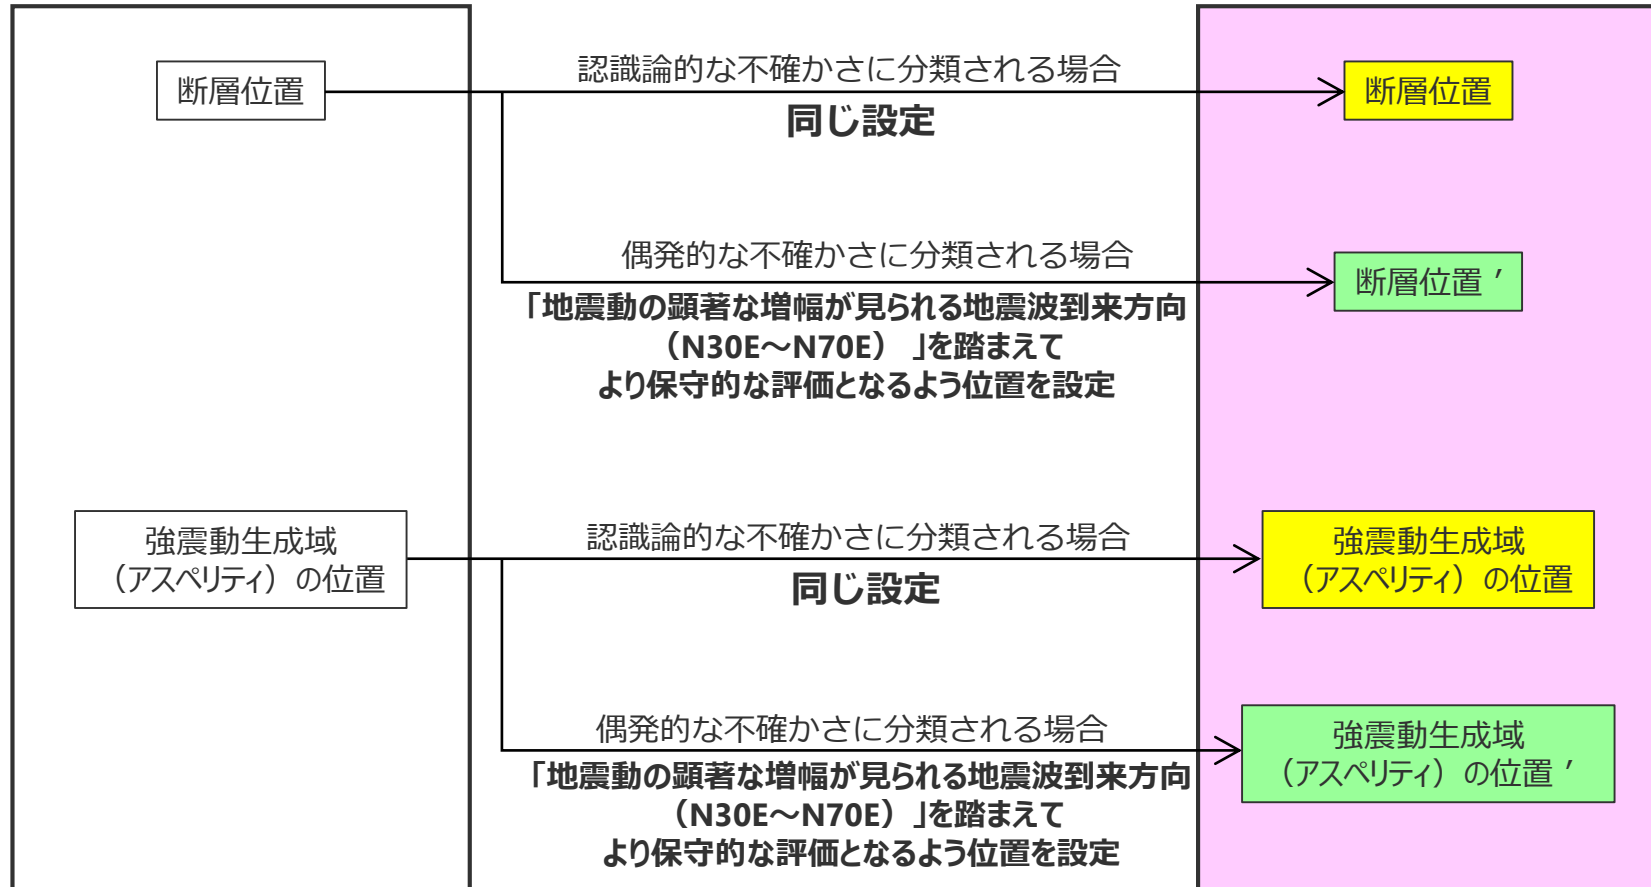 断層位置
認識論的な不確かさに分類される場合
同じ設定
断層位置
偶発的な不確かさに分類される場合
「地震動の顕著な増幅が見られる地震波到来方向
（N30E～N70E） 」を踏まえて
より保守的な評価となるよう位置を設定
断層位置 ′
強震動生成域
（アスペリティ）の位置
認識論的な不確かさに分類される場合
同じ設定
強震動生成域
（アスペリティ）の位置
偶発的な不確かさに分類される場合
「地震動の顕著な増幅が見られる地震波到来方向
（N30E～N70E）」を踏まえて
より保守的な評価となるよう位置を設定
強震動生成域
（アスペリティ）の位置 ′